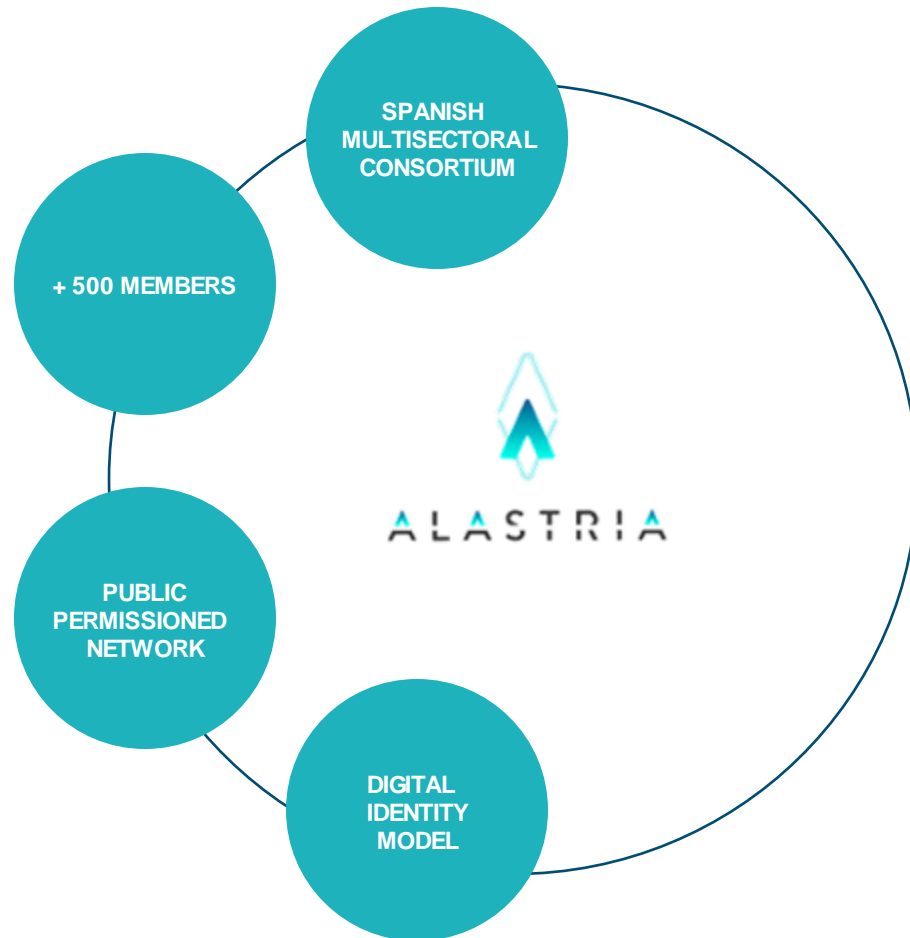 SPANISH
MULTISECTORAL
CONSORTIUM
+ 500 MEMBERS
PUBLIC
PERMISSIONED
NETWORK
DIGITAL
IDENTITY
MODEL
ALASTRIA